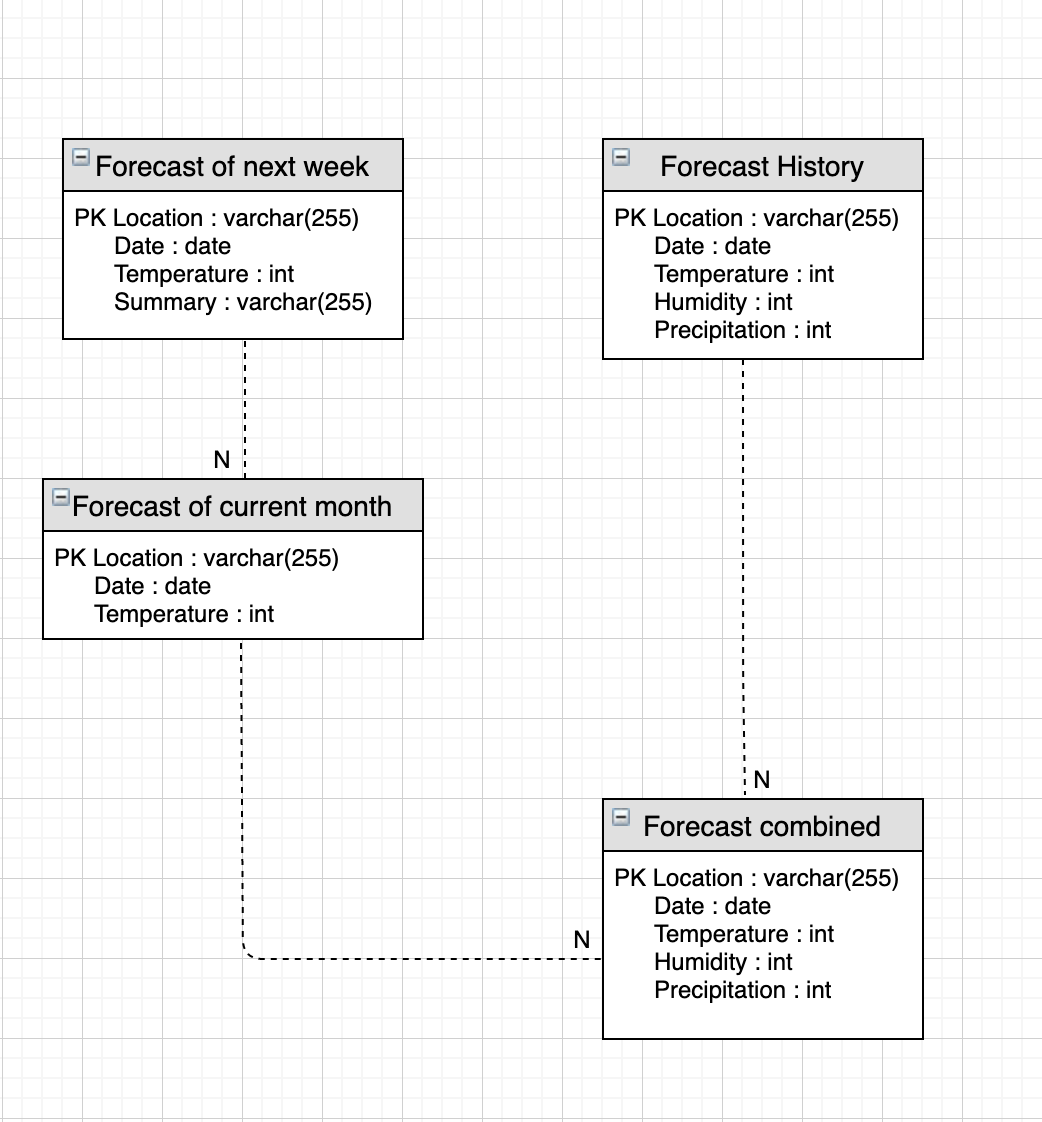 Forecast of next week
PK Location : varchar(255)
Date : date
Temperature : int
Summary : varchar(255)
N
Forecast of current month
PK Location : varchar(255)
Date : date
Temperature : int
Forecast History
PK Location : varchar(255)
Date : date
Temperature : int
Humidity : int
Precipitation : int
N
N
Forecast combined
PK Location : varchar(255)
Date : date
Temperature : int
Humidity : int
Precipitation : int